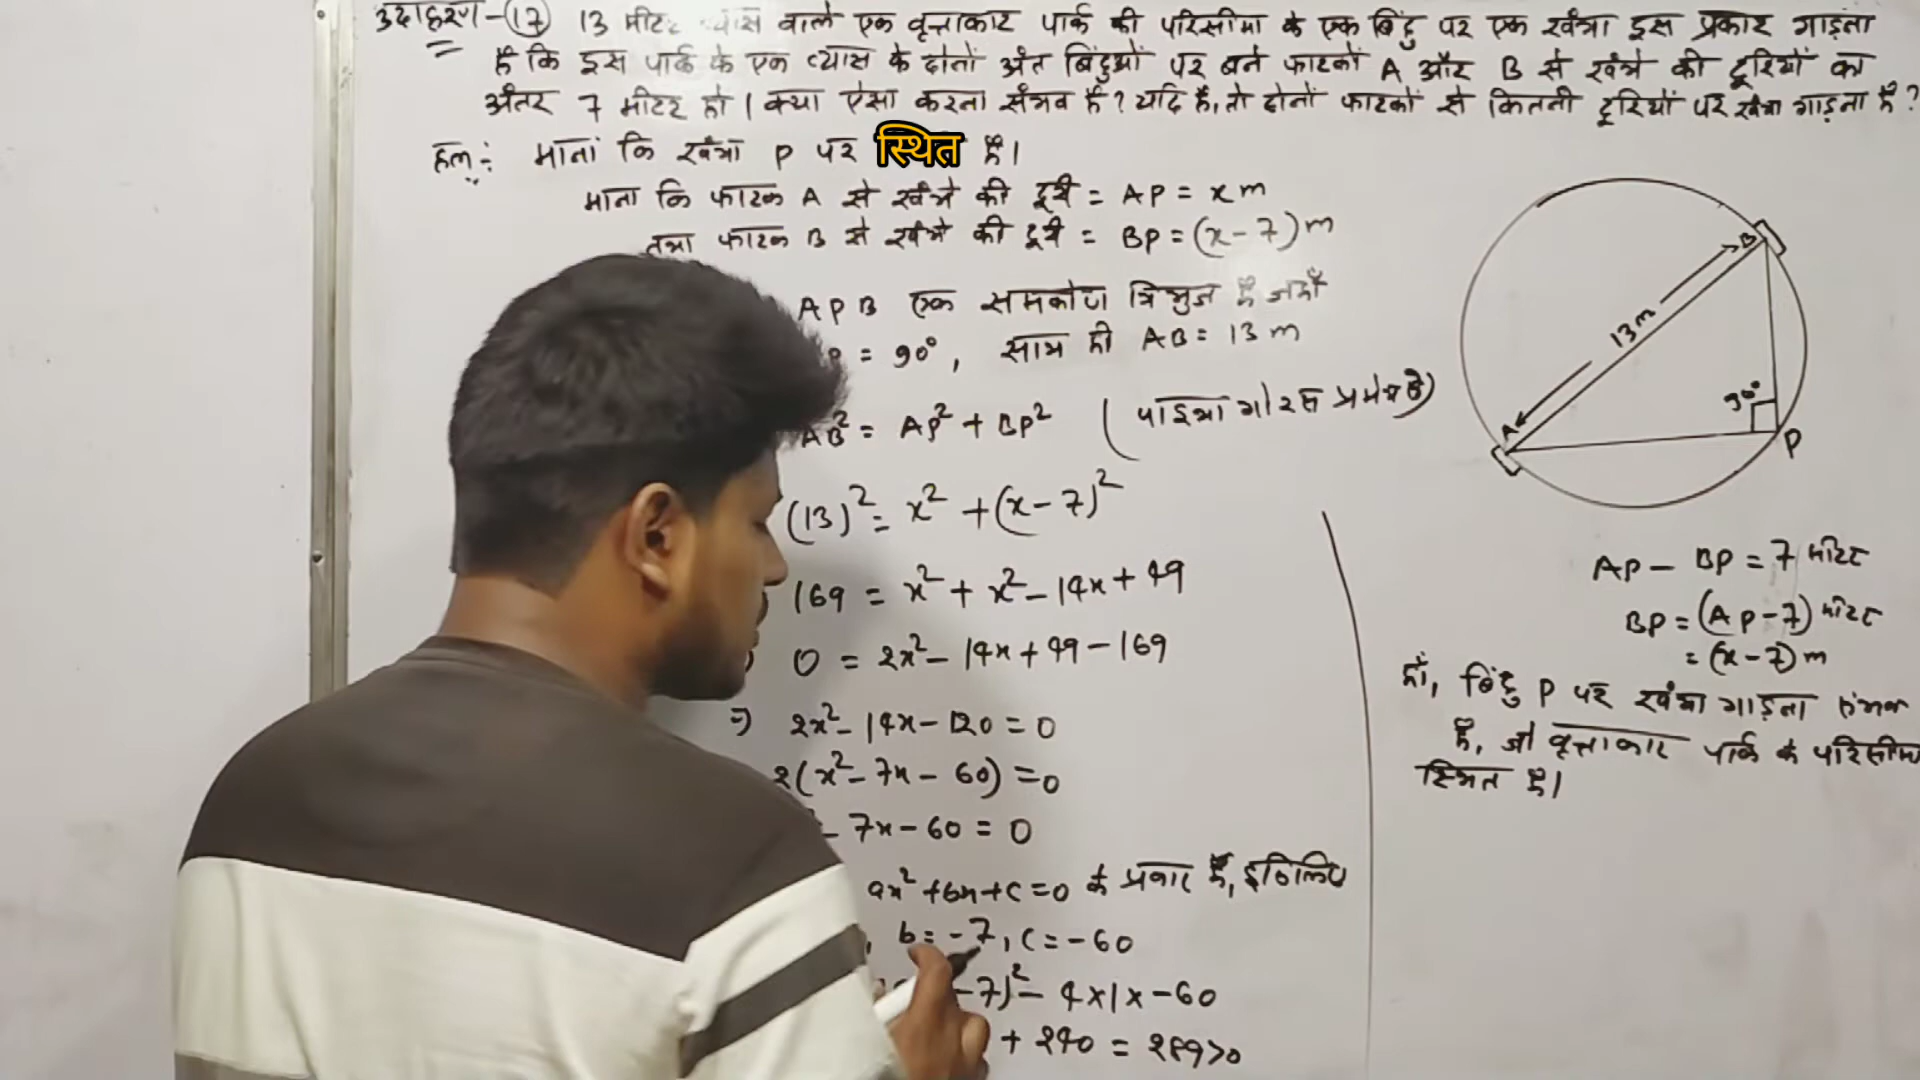 उदाहरण-(17) 13 मीटर व्यास वाले एक वृत्ताकार पार्क की परिसीमा के एक बिंदु पर एक खंभा इस प्रकार गाड़ना
है कि इस पार्क के एक व्यास के दोनों अंत बिंदुओं पर बने फाटकों A और B से खंभे की दूरियों का
अंतर 7 मीटर हो। क्या ऐसा करना संभव है? यदि है, तो दोनों फाटकों से कितनी दूरियों पर खंभा गाड़ना है?
हल:- माना कि खंभा P पर स्थित है।
माना कि फाटक A से खंभे की दूरी = AP = x m
तथा फाटक B से खंभे की दूरी = BP = (x-7) m
APB एक समकोण त्रिभुज है जहाँ
= 90°, साथ ही AB = 13 m
AB² = AP² + BP² (पाइथागोरस प्रमेय से)
(13)² = x² + (x-7)²
169 = x² + x² - 14x + 49
0 = 2x² - 14x + 49 - 169
⇒ 2x² - 14x - 120 = 0
2(x² - 7x - 60) = 0
- 7x - 60 = 0
ax² + bx + c = 0 के प्रकार है, इसलिए
, b = -7, c = -60
-7)² - 4x1x-60
+ 240 = 289>0
B
13m
A
90°
P
AP - BP = 7 मीटर
BP = (AP-7) मीटर
= (x-7) m
हाँ, बिंदु P पर खंभा गाड़ना संभव
है, जो वृत्ताकार पार्क के परिसीमा
स्थित है।